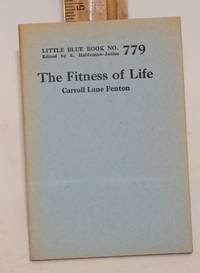 LITTLE BLUE BOOK NO. 779
Edited by E. Haldeman-Julius
The Fitness of Life
Carroll Lane Fenton